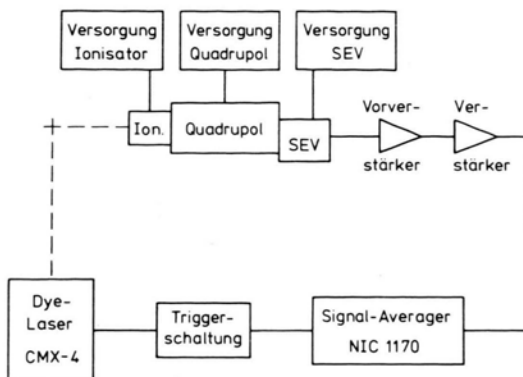 Versorgung
Ionisator
Versorgung
Quadrupol
Versorgung
SEV
Ion.
Quadrupol
SEV
Vorver-
stärker
Ver-
stärker
Dye-
Laser
CMX-4
Trigger-
schaltung
Signal-Averager
NIC 1170